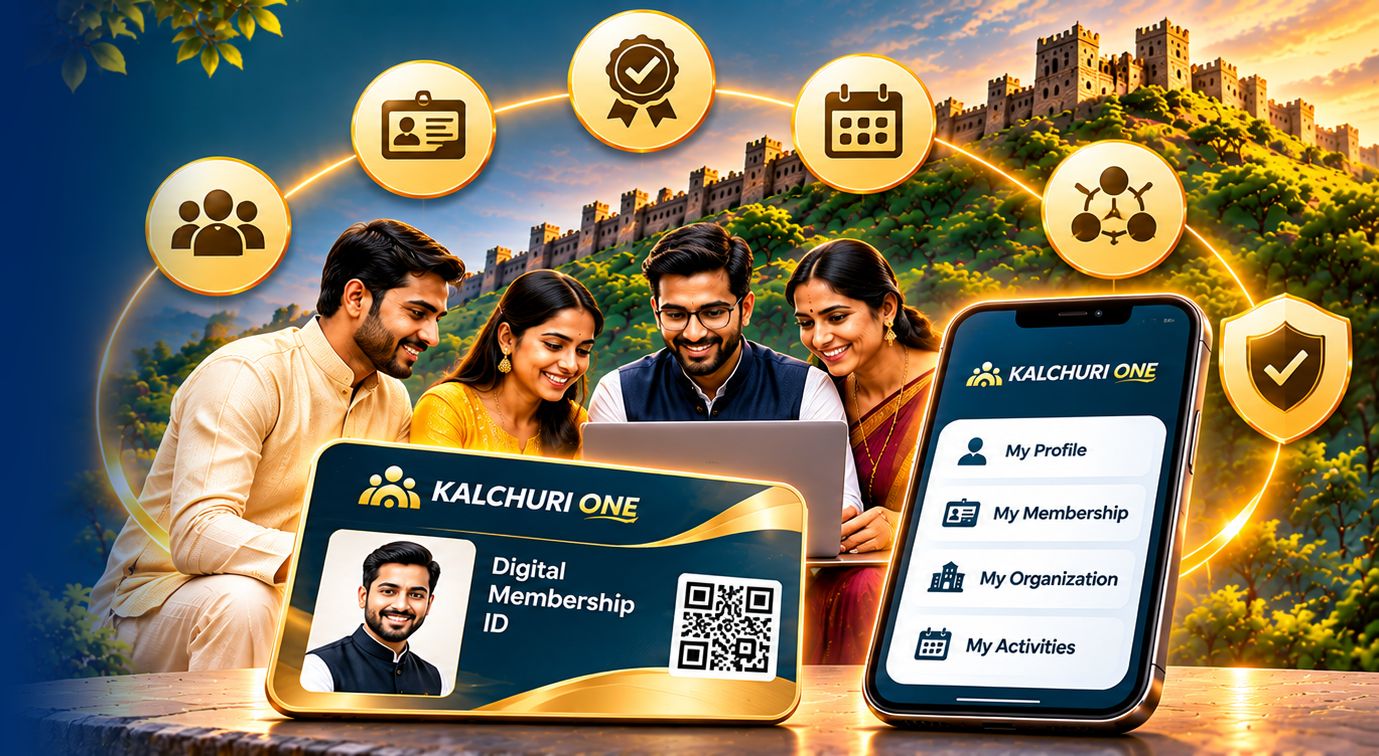 KALCHURI ONE
Digital
Membership
ID
KALCHURI ONE
My Profile
My Membership
My Organization
My Activities